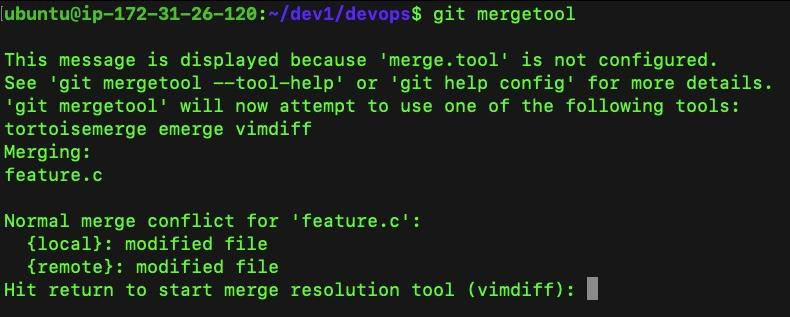 ubuntu@ip-172-31-26-120:~/dev1/devops$ git mergetool
This message is displayed because 'merge.tool' is not configured.
See 'git mergetool --tool-help' or 'git help config' for more details.
'git mergetool' will now attempt to use one of the following tools:
tortoisemerge emerge vimdiff
Merging:
feature.c
Normal merge conflict for 'feature.c':
  {local}: modified file
  {remote}: modified file
Hit return to start merge resolution tool (vimdiff):